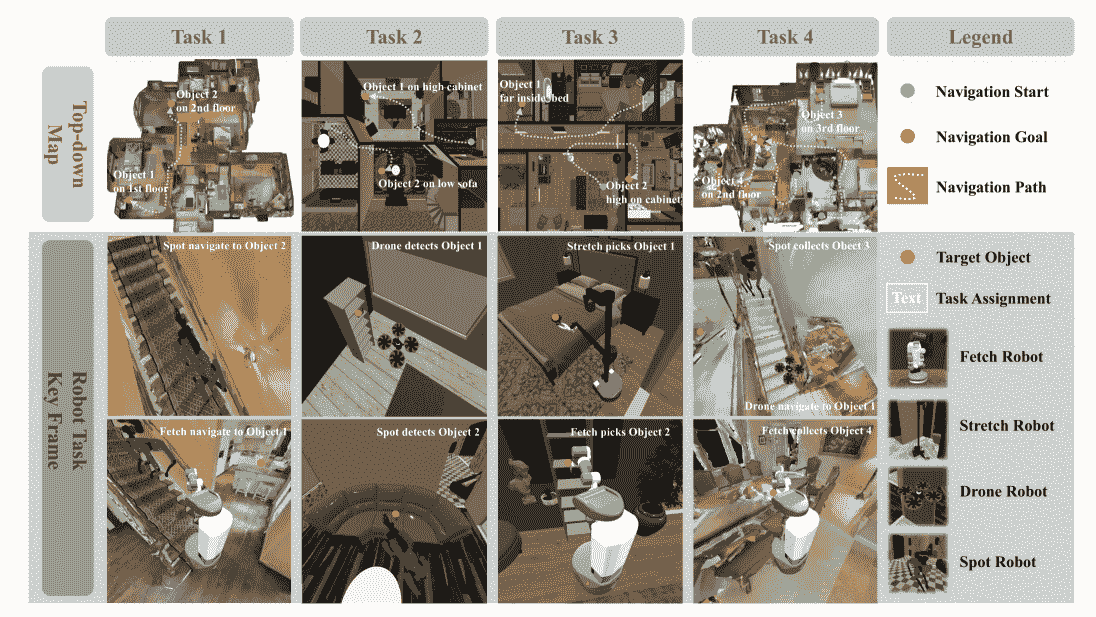 Task 1
Task 2
Task 3
Task 4
Legend
Top-down
Map
Object 2
on 2nd floor
Object 1
on 1st floor
Object 1 on high cabinet
Object 2 on low sofa
Object 1
far inside bed
Object 2
high on cabinet
Object 3
on 3rd floor
Object 4
on 2nd floor
Navigation Start
Navigation Goal
Navigation Path
Robot Task
Key Frame
Spot navigate to Object 2
Drone detects Object 1
Stretch picks Object 1
Spot collects Obect 3
Drone navigate to Object 1
Fetch navigate to Object 1
Spot detects Object 2
Fetch picks Object 2
Fetch collects Object 4
Target Object
Text
Task Assignment
Fetch Robot
Stretch Robot
Drone Robot
Spot Robot